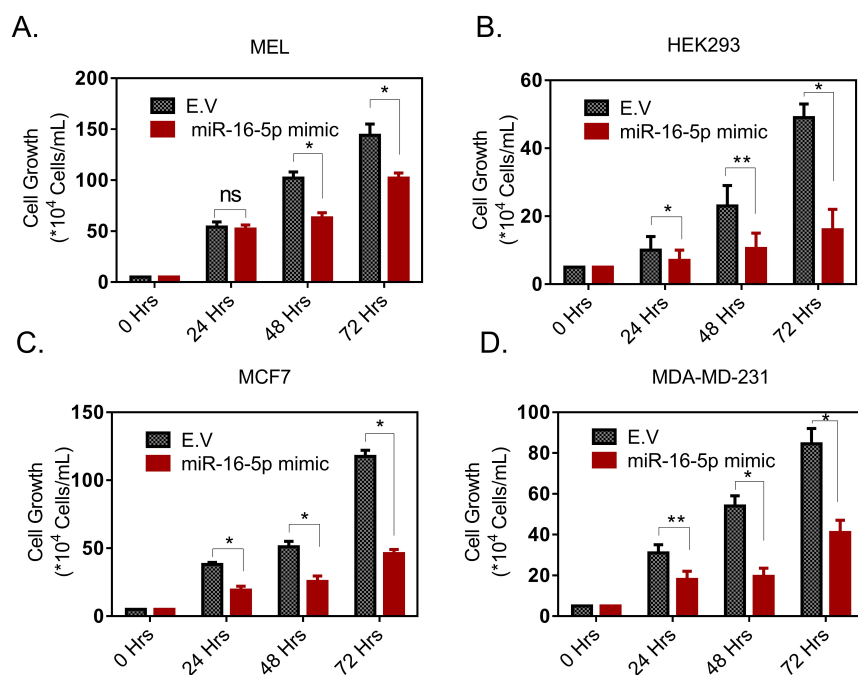 A.
MEL
Cell Growth
(*10⁴ Cells/mL)
200
150
100
50
0
E.V
miR-16-5p mimic
ns
*
*
0 Hrs
24 Hrs
48 Hrs
72 Hrs
B.
HEK293
Cell Growth
(*10⁴ Cells/mL)
60
40
20
0
E.V
miR-16-5p mimic
*
**
*
0 Hrs
24 Hrs
48 Hrs
72 Hrs
C.
MCF7
Cell Growth
(*10⁴ Cells/mL)
150
100
50
0
E.V
miR-16-5p mimic
*
*
*
0 Hrs
24 Hrs
48 Hrs
72 Hrs
D.
MDA-MD-231
Cell Growth
(*10⁴ Cells/mL)
100
80
60
40
20
0
E.V
miR-16-5p mimic
**
*
*
0 Hrs
24 Hrs
48 Hrs
72 Hrs